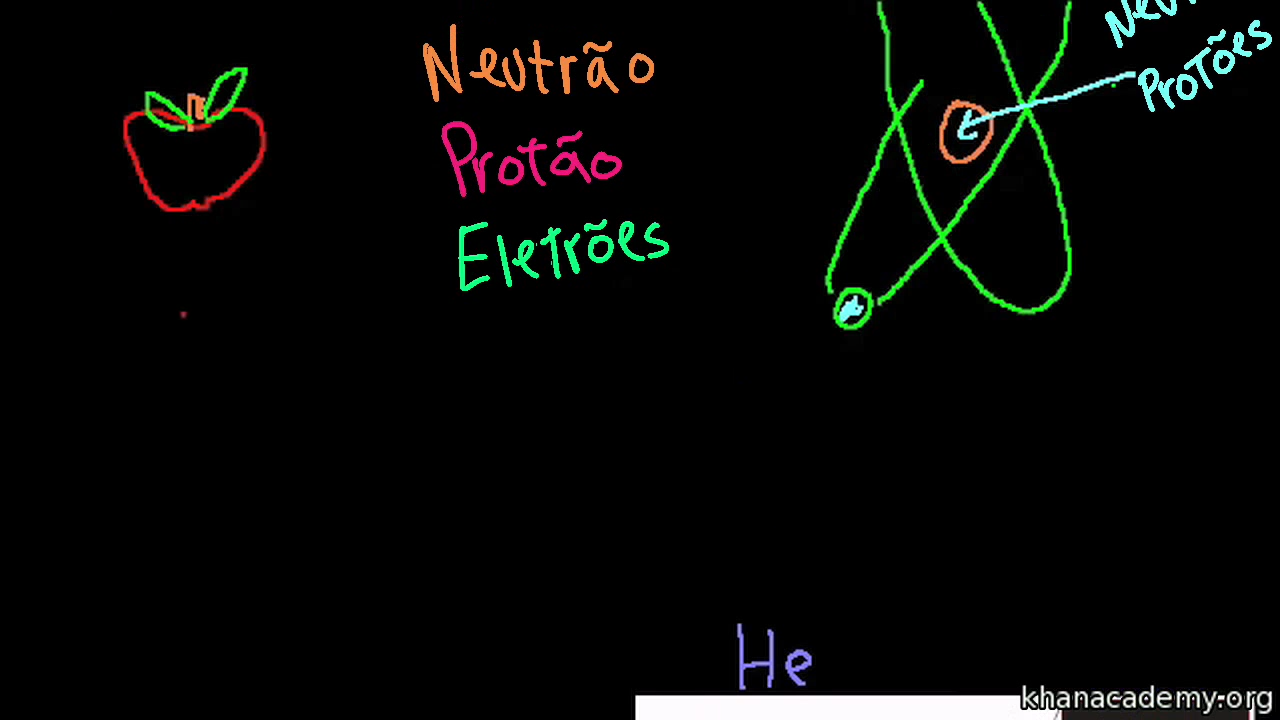 Neutrão
Protão
Eletrões
Protões
He
khanacademy.org